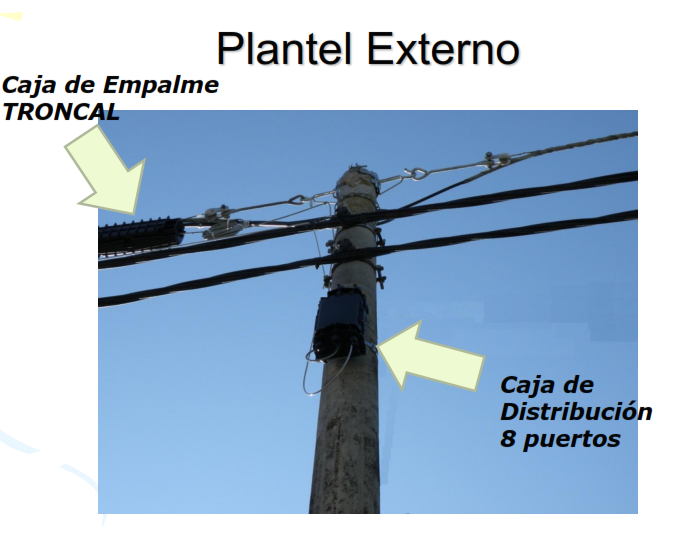 Plantel Externo
Caja de Empalme
TRONCAL
Caja de
Distribución
8 puertos